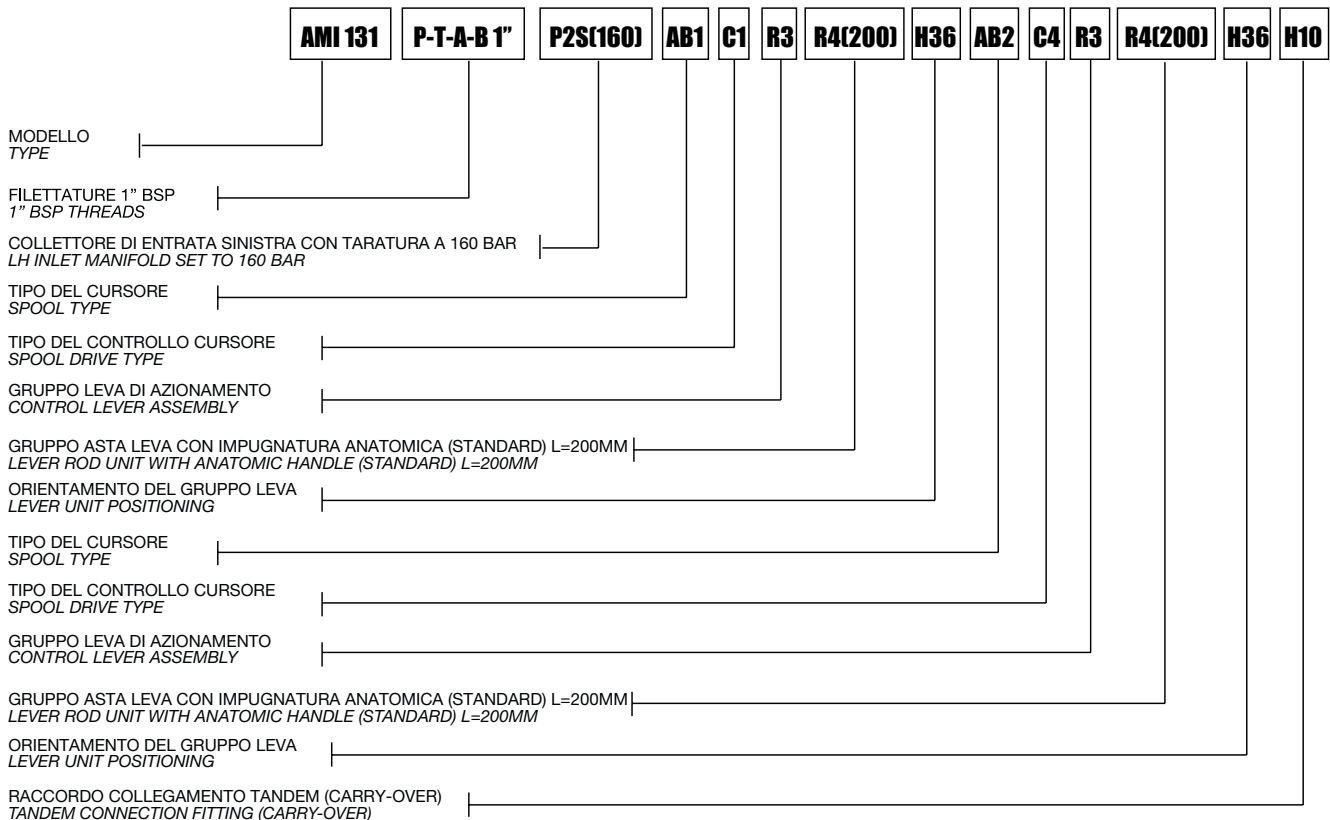 AMI 131 P-T-A-B 1” P2S(160) AB1 C1 R3 R4(200) H36 AB2 C4 R3 R4(200) H36 H10
MODELLO
TYPE
FILETTATURE 1” BSP
1” BSP THREADS
COLLETTORE DI ENTRATA SINISTRA CON TARATURA A 160 BAR
LH INLET MANIFOLD SET TO 160 BAR
TIPO DEL CURSORE
SPOOL TYPE
TIPO DEL CONTROLLO CURSORE
SPOOL DRIVE TYPE
GRUPPO LEVA DI AZIONAMENTO
CONTROL LEVER ASSEMBLY
GRUPPO ASTA LEVA CON IMPUGNATURA ANATOMICA (STANDARD) L=200MM
LEVER ROD UNIT WITH ANATOMIC HANDLE (STANDARD) L=200MM
ORIENTAMENTO DEL GRUPPO LEVA
LEVER UNIT POSITIONING
TIPO DEL CURSORE
SPOOL TYPE
TIPO DEL CONTROLLO CURSORE
SPOOL DRIVE TYPE
GRUPPO LEVA DI AZIONAMENTO
CONTROL LEVER ASSEMBLY
GRUPPO ASTA LEVA CON IMPUGNATURA ANATOMICA (STANDARD) L=200MM
LEVER ROD UNIT WITH ANATOMIC HANDLE (STANDARD) L=200MM
ORIENTAMENTO DEL GRUPPO LEVA
LEVER UNIT POSITIONING
RACCORDO COLLEGAMENTO TANDEM (CARRY-OVER)
TANDEM CONNECTION FITTING (CARRY-OVER)